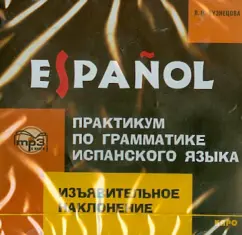 ESPAÑOL
mp3
ПРАКТИКУМ
ПО ГРАММАТИКЕ
ИСПАНСКОГО ЯЗЫКА
ИЗЪЯВИТЕЛЬНОЕ
НАКЛОНЕНИЕ
КАРО